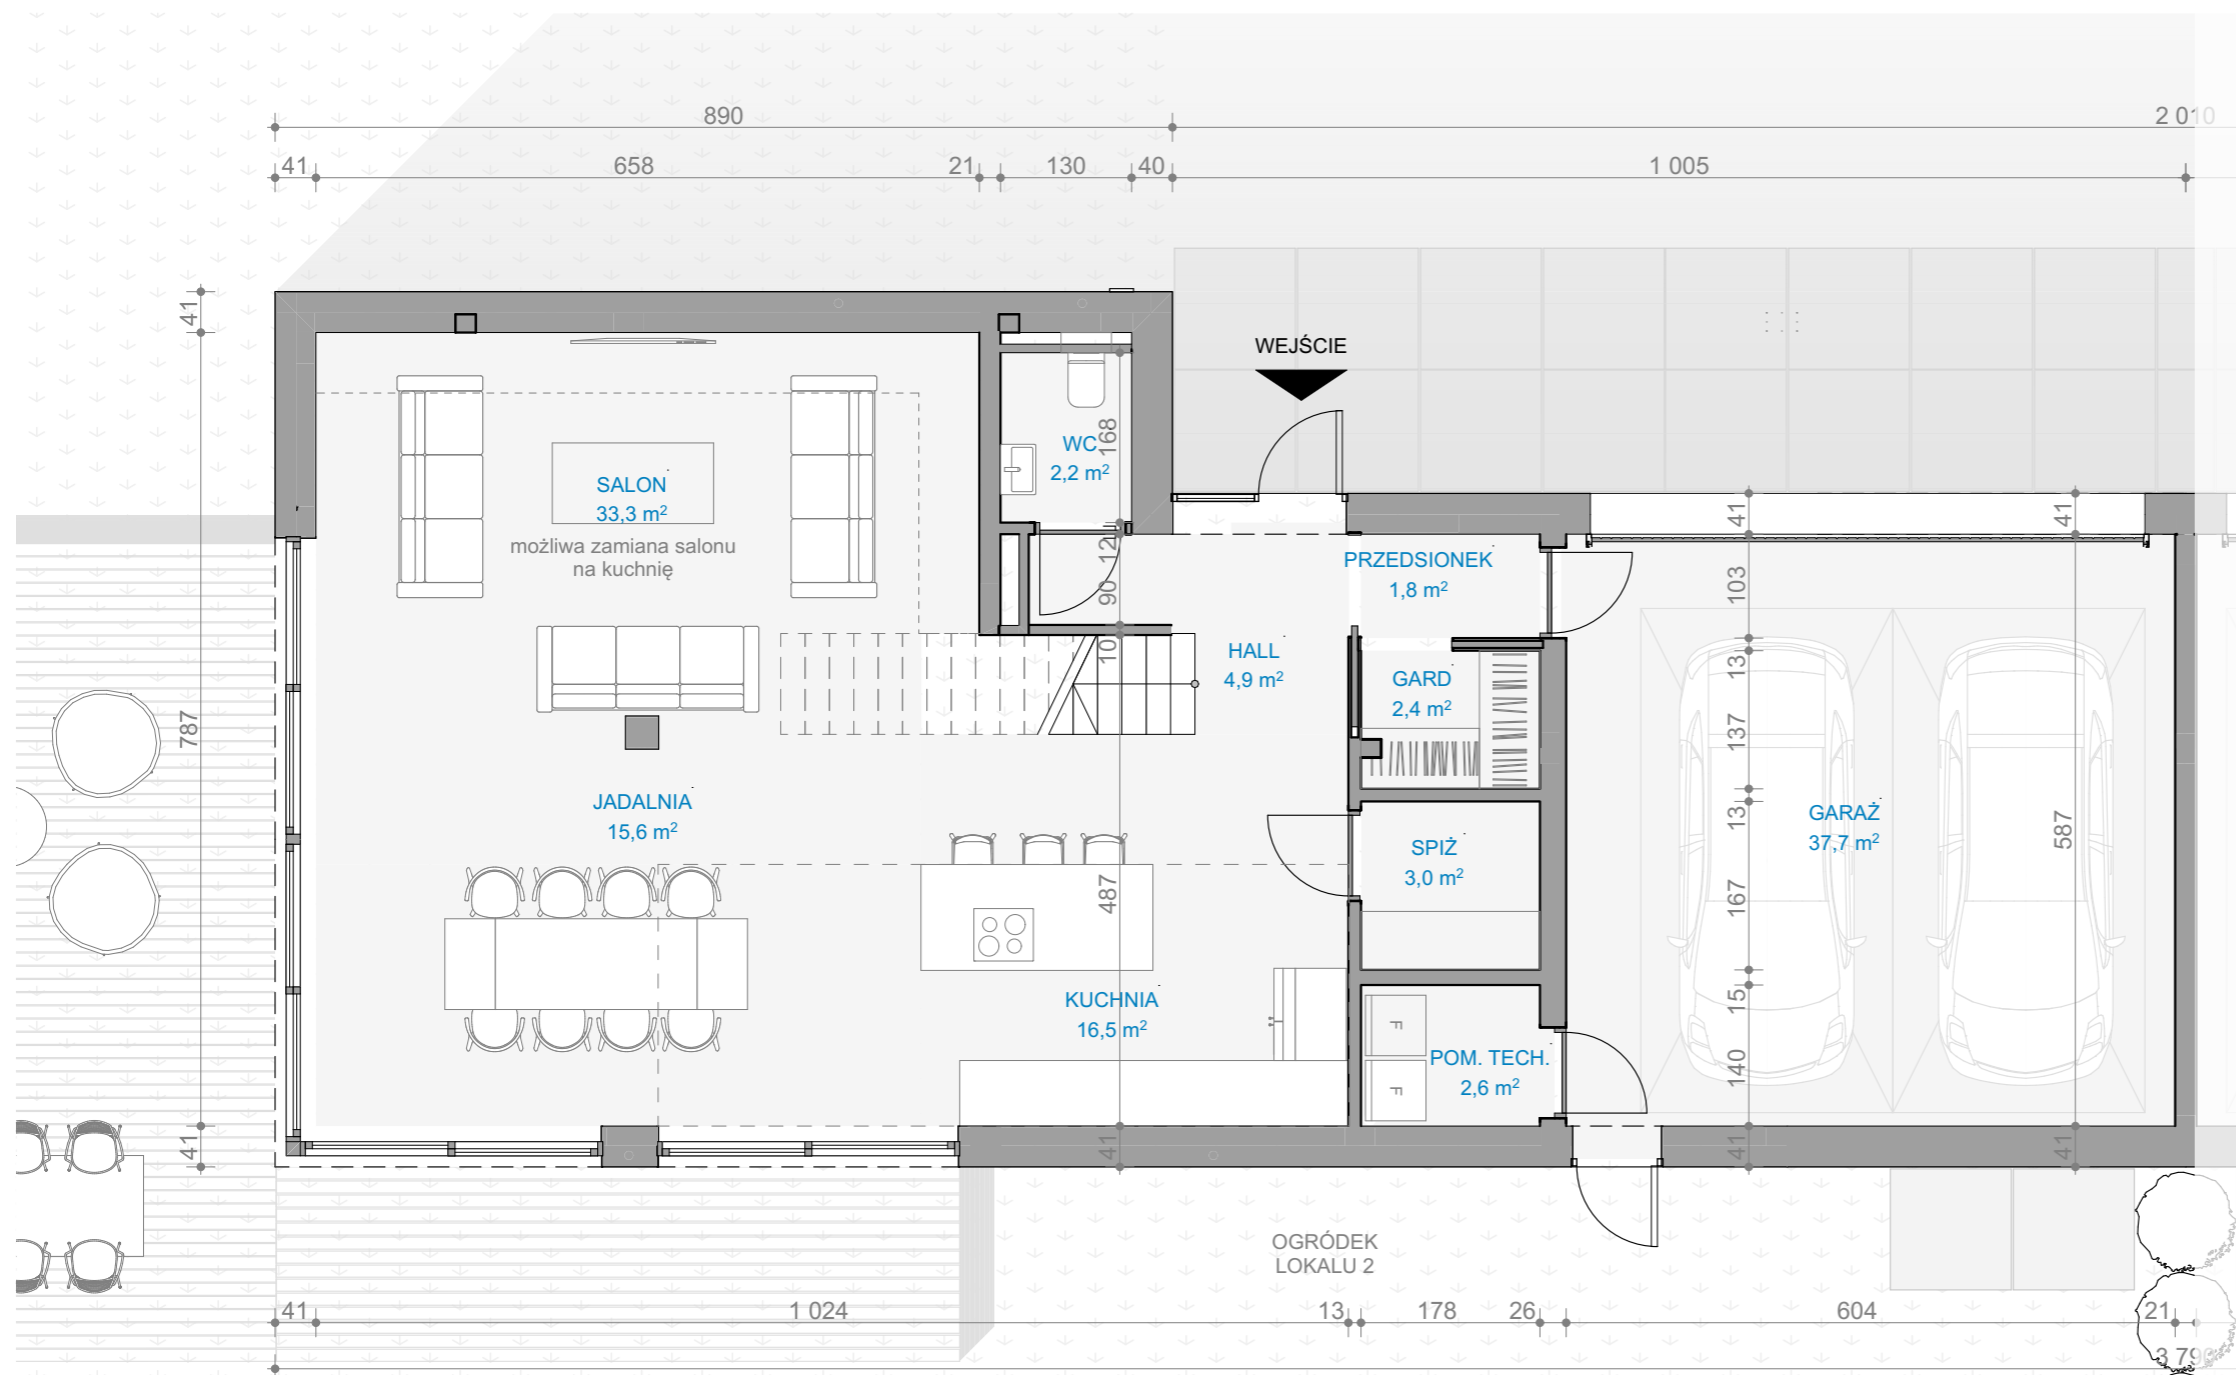 890
2 010
41
658
21
130
40
1 005
41
WEJŚCIE
168
WC
2,2 m²
SALON
33,3 m²
możliwa zamiana salonu
na kuchnię
41
41
12
PRZEDSIONEK
1,8 m²
90
103
10
HALL
4,9 m²
13
GARD
2,4 m²
787
137
JADALNIA
15,6 m²
13
GARAŻ
37,7 m²
587
SPIŻ
3,0 m²
487
167
KUCHNIA
16,5 m²
15
F
POM. TECH.
2,6 m²
F
140
41
41
41
41
OGRÓDEK
LOKALU 2
41
1 024
13
178
26
604
21